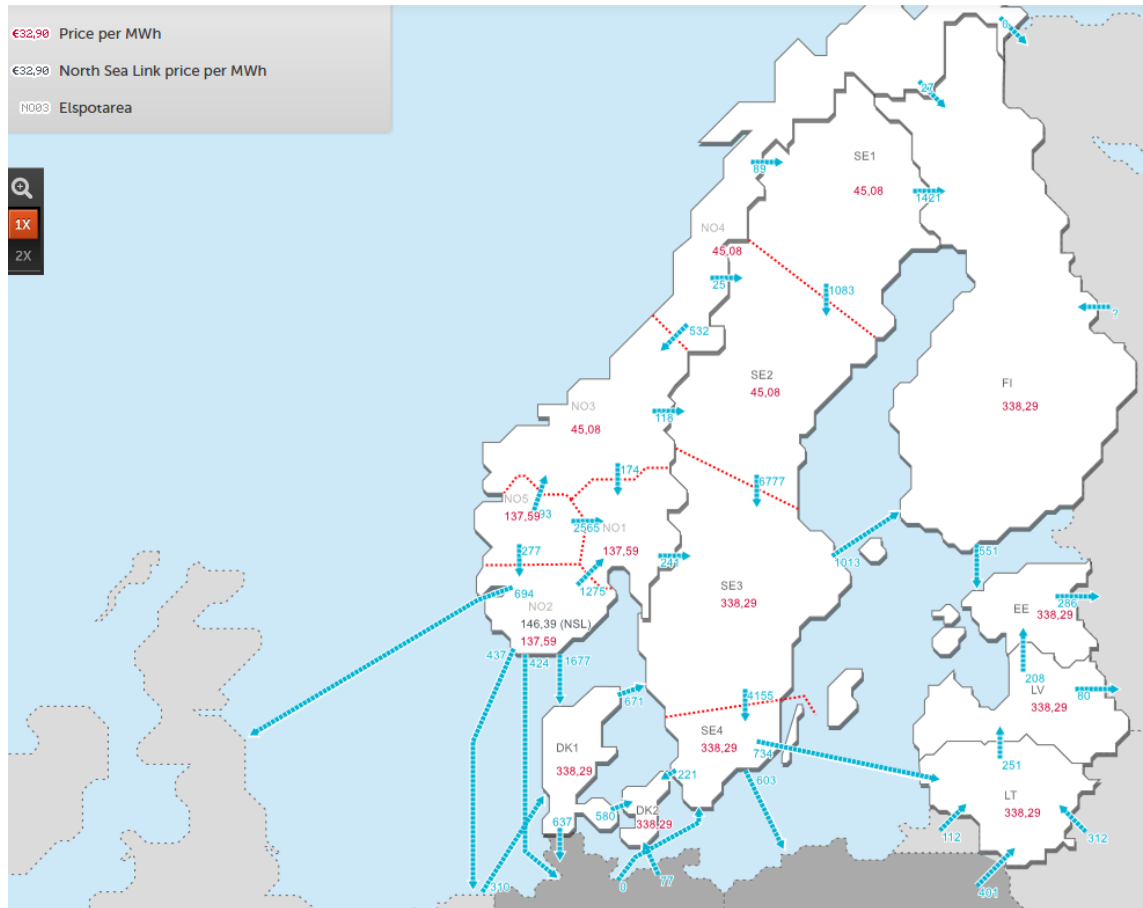 €32,90 Price per MWh
€32,90 North Sea Link price per MWh
NO03 Elspotarea
1X
2X
0
27
89
SE1
45,08
1421
NO4
45,08
25
1083
?
532
SE2
45,08
FI
338,29
NO3
45,08
118
174
6777
NO5
137,59
93
2565
NO1
137,59
277
241
1013
551
694
1275
SE3
338,29
286
EE
338,29
NO2
146,39 (NSL)
137,59
437
424
1677
208
LV
338,29
80
671
4155
SE4
338,29
734
DK1
338,29
251
221
603
LT
338,29
580
DK2
338,29
637
112
312
310
0
77
401